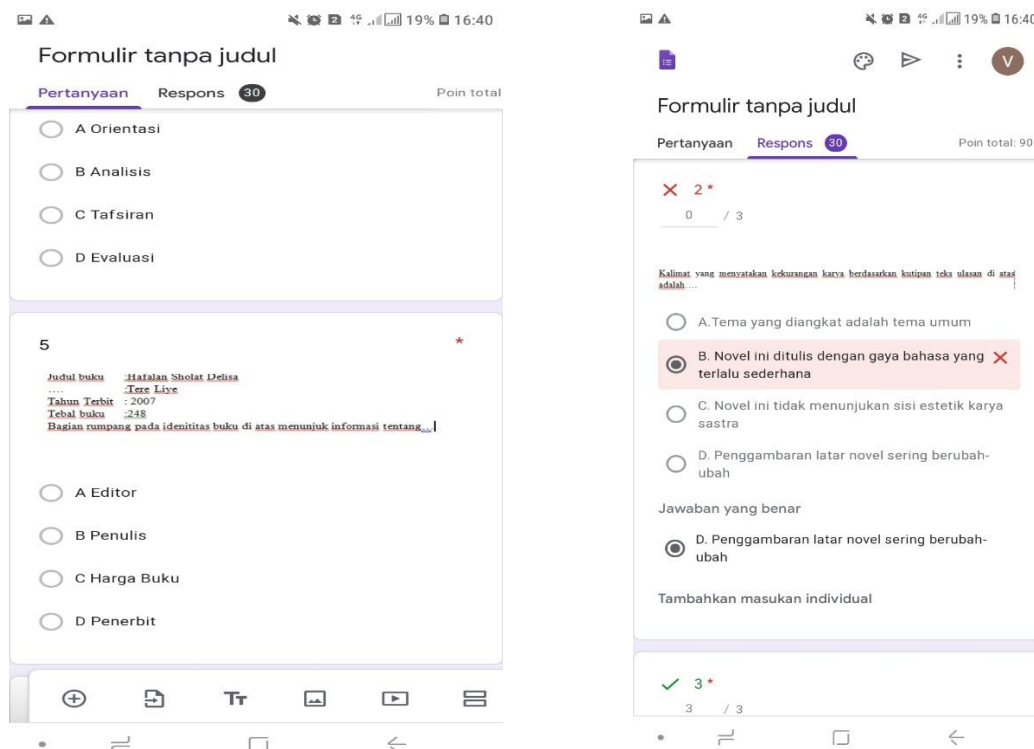 19% 16:40
Formulir tanpa judul
Pertanyaan Respons 30 Poin total
A Orientasi
B Analisis
C Tafsiran
D Evaluasi
5 *
Judul buku :Hafalan Sholat Delisa
.... :Tere Liye
Tahun Terbit : 2007
Tebal buku :248
Bagian rumpang pada idenititas buku di atas menunjuk informasi tentang...
A Editor
B Penulis
C Harga Buku
D Penerbit
19% 16:40
V
Formulir tanpa judul
Pertanyaan Respons 30 Poin total: 90
2 *
0 / 3
Kalimat yang menyatakan kekurangan karya berdasarkan kutipan teks ulasan di atas
adalah....
A.Tema yang diangkat adalah tema umum
B. Novel ini ditulis dengan gaya bahasa yang
terlalu sederhana
C. Novel ini tidak menunjukan sisi estetik karya
sastra
D. Penggambaran latar novel sering berubah-
ubah
Jawaban yang benar
D. Penggambaran latar novel sering berubah-
ubah
Tambahkan masukan individual
3 *
3 / 3